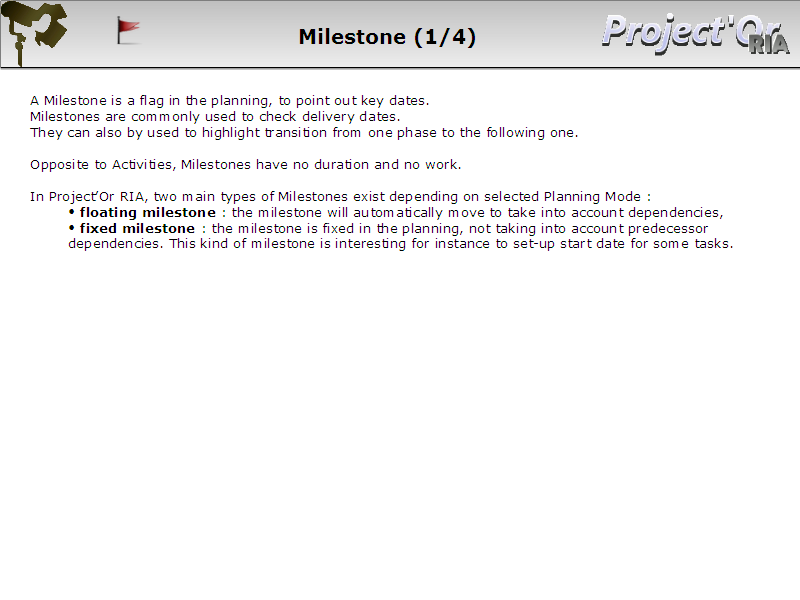 Milestone (1/4)
Project'Or
RIA
A Milestone is a flag in the planning, to point out key dates.
Milestones are commonly used to check delivery dates.
They can also by used to highlight transition from one phase to the following one.
Opposite to Activities, Milestones have no duration and no work.
In Project’Or RIA, two main types of Milestones exist depending on selected Planning Mode :
• floating milestone : the milestone will automatically move to take into account dependencies,
• fixed milestone : the milestone is fixed in the planning, not taking into account predecessor
dependencies. This kind of milestone is interesting for instance to set-up start date for some tasks.